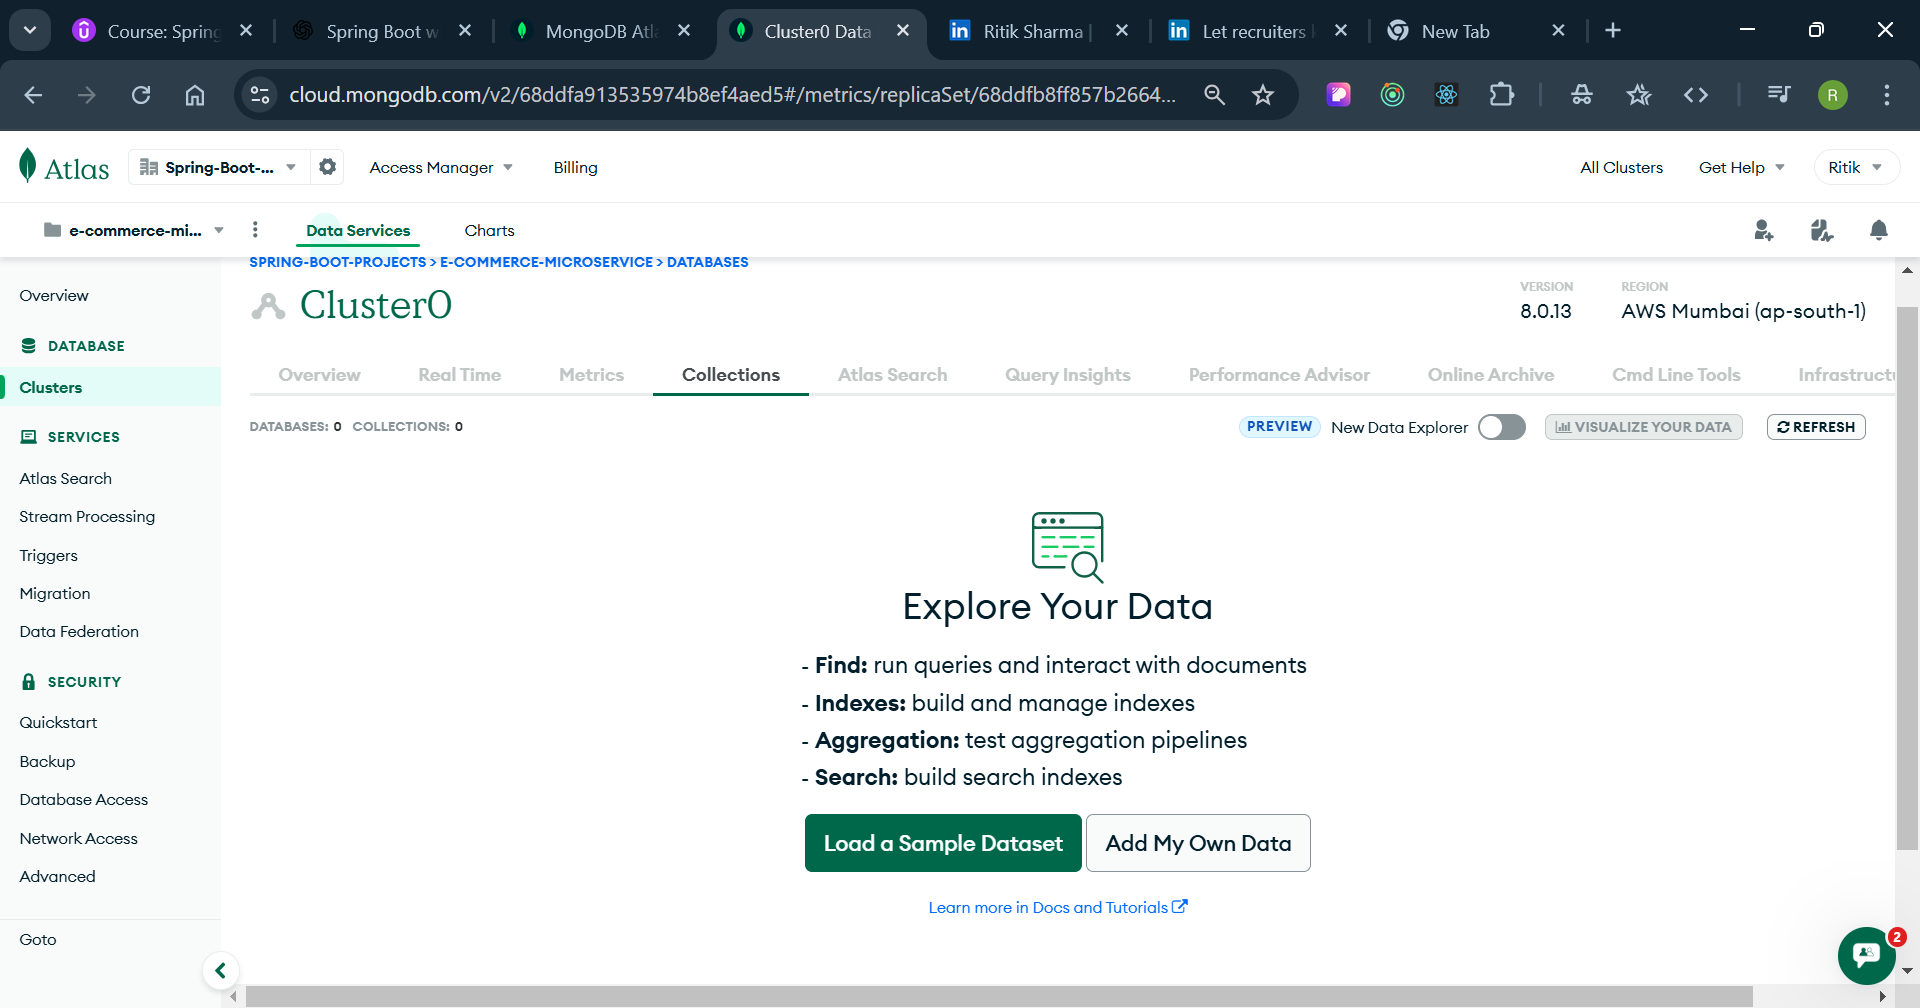 Course: Spring
Spring Boot w
MongoDB Atla
Cluster0 Data
Ritik Sharma |
Let recruiters k
New Tab
cloud.mongodb.com/v2/68ddfa913535974b8ef4aed5#/metrics/replicaSet/68ddfb8ff857b2664...
R
Atlas
Spring-Boot-...
Access Manager
Billing
All Clusters
Get Help
Ritik
e-commerce-mi...
Data Services
Charts
SPRING-BOOT-PROJECTS > E-COMMERCE-MICROSERVICE > DATABASES
Cluster0
VERSION
8.0.13
REGION
AWS Mumbai (ap-south-1)
Overview
DATABASE
Clusters
SERVICES
Atlas Search
Stream Processing
Triggers
Migration
Data Federation
SECURITY
Quickstart
Backup
Database Access
Network Access
Advanced
Goto
Overview
Real Time
Metrics
Collections
Atlas Search
Query Insights
Performance Advisor
Online Archive
Cmd Line Tools
Infrastructu
DATABASES: 0 COLLECTIONS: 0
PREVIEW
New Data Explorer
VISUALIZE YOUR DATA
REFRESH
Explore Your Data
- Find: run queries and interact with documents
- Indexes: build and manage indexes
- Aggregation: test aggregation pipelines
- Search: build search indexes
Load a Sample Dataset
Add My Own Data
Learn more in Docs and Tutorials
2